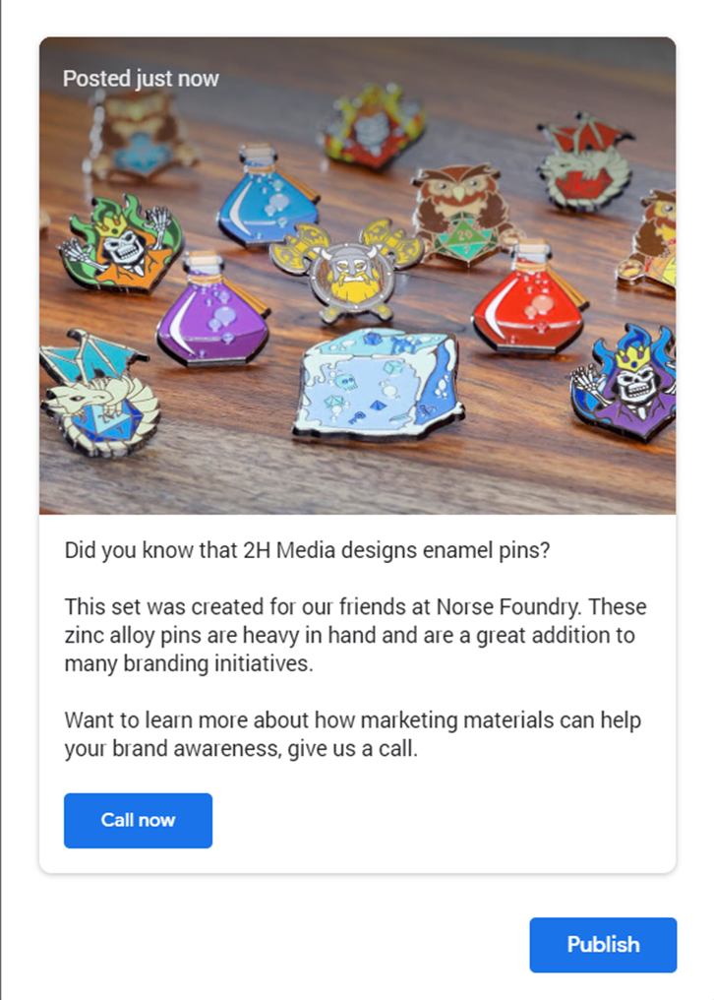 Posted just now
20
Did you know that 2H Media designs enamel pins?
This set was created for our friends at Norse Foundry. These
zinc alloy pins are heavy in hand and are a great addition to
many branding initiatives.
Want to learn more about how marketing materials can help
your brand awareness, give us a call.
Call now
Publish